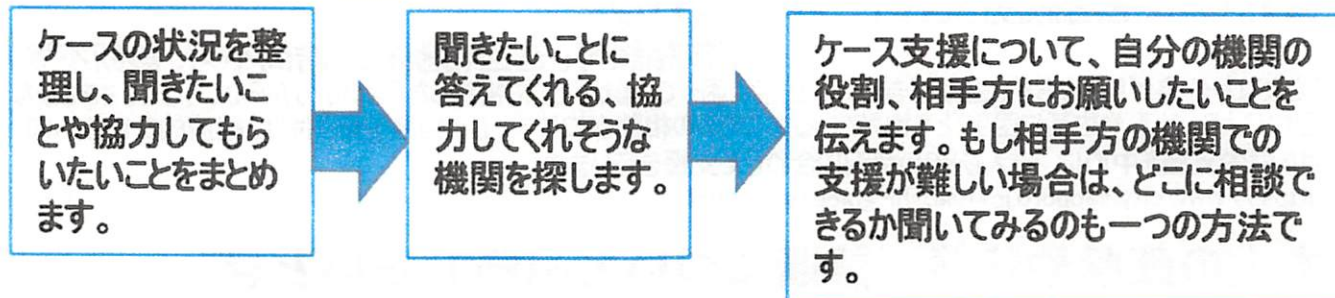 ケースの状況を整
理し、聞きたいこ
とや協力してもら
いたいことをまとめ
ます。
聞きたいことに
答えてくれる、協
力してくれそうな
機関を探します。
ケース支援について、自分の機関の
役割、相手方にお願いしたいことを
伝えます。もし相手方の機関での
支援が難しい場合は、どこに相談で
きるか聞いてみるのも一つの方法で
す。